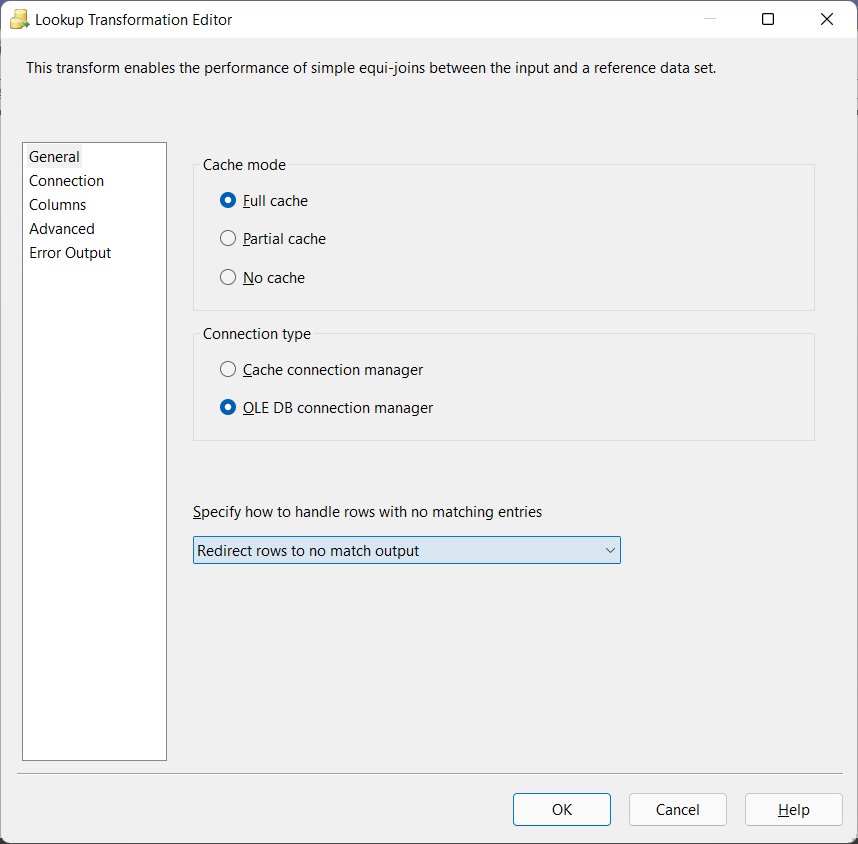 Lookup Transformation Editor
This transform enables the performance of simple equi-joins between the input and a reference data set.
General
Connection
Columns
Advanced
Error Output
Cache mode
Full cache
Partial cache
No cache
Connection type
Cache connection manager
OLE DB connection manager
Specify how to handle rows with no matching entries
Redirect rows to no match output
OK
Cancel
Help